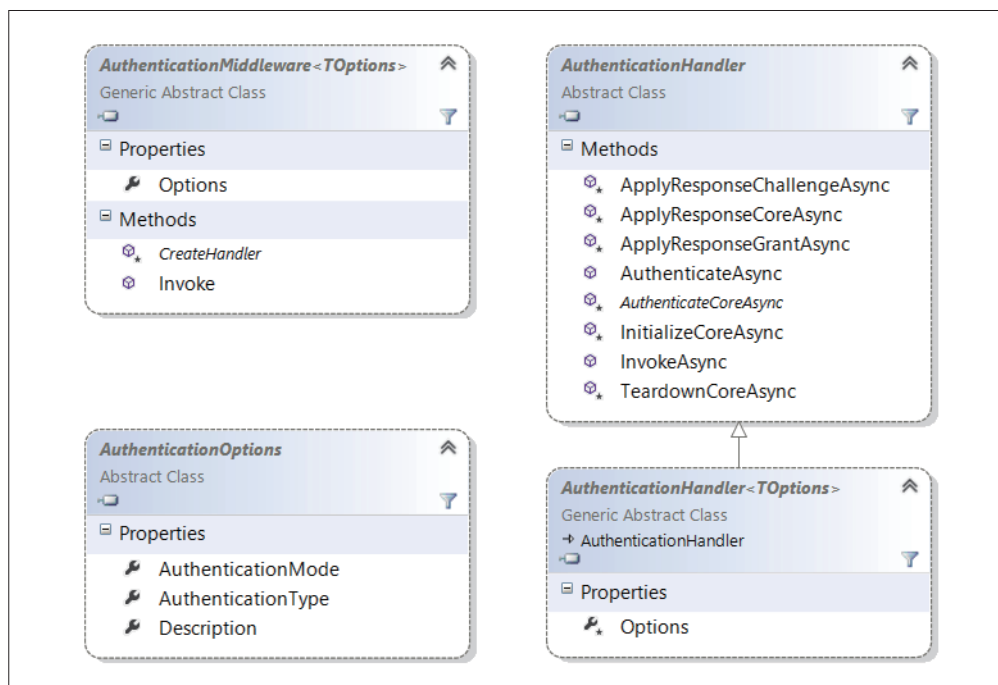 AuthenticationMiddleware<TOptions>
Generic Abstract Class
Properties
Options
Methods
CreateHandler
Invoke
AuthenticationHandler
Abstract Class
Methods
ApplyResponseChallengeAsync
ApplyResponseCoreAsync
ApplyResponseGrantAsync
AuthenticateAsync
AuthenticateCoreAsync
InitializeCoreAsync
InvokeAsync
TeardownCoreAsync
AuthenticationOptions
Abstract Class
Properties
AuthenticationMode
AuthenticationType
Description
AuthenticationHandler<TOptions>
Generic Abstract Class
AuthenticationHandler
Properties
Options